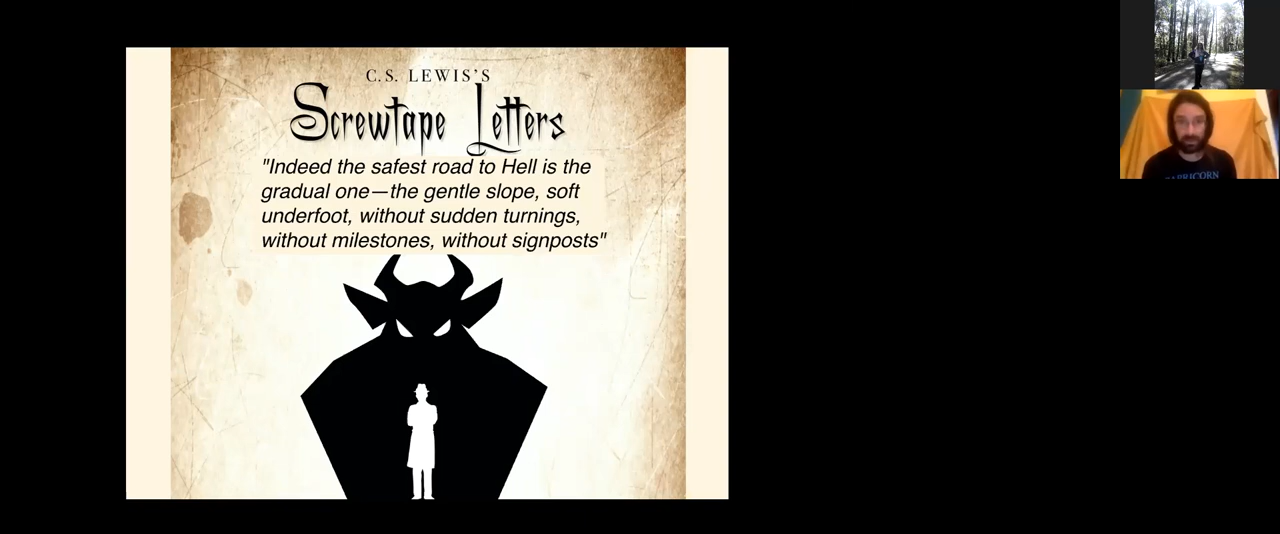 C.S. LEWIS'S
Screwtape Letters
"Indeed the safest road to Hell is the
gradual one—the gentle slope, soft
underfoot, without sudden turnings,
without milestones, without signposts"
CAPRICORN